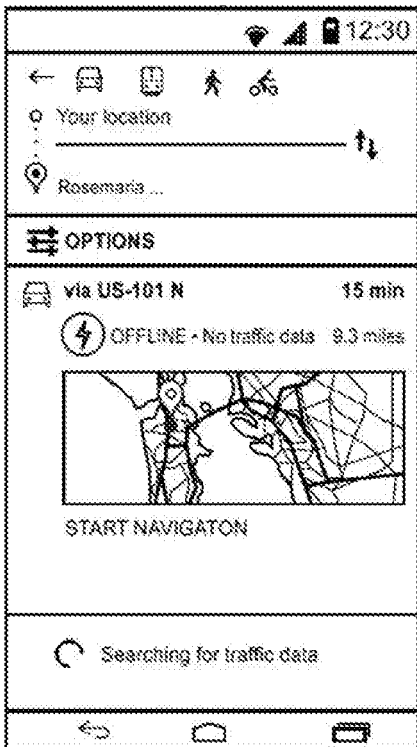 12:30
Your location
Rosemaria ...
OPTIONS
via US-101 N 15 min
OFFLINE - No traffic data 9.3 miles
START NAVIGATON
Searching for traffic data